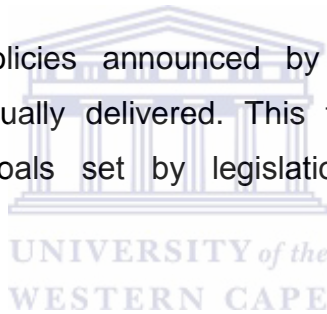 olicies announced by
ually delivered. This
oals set by legislatio
UNIVERSITY of the
WESTERN CAPE